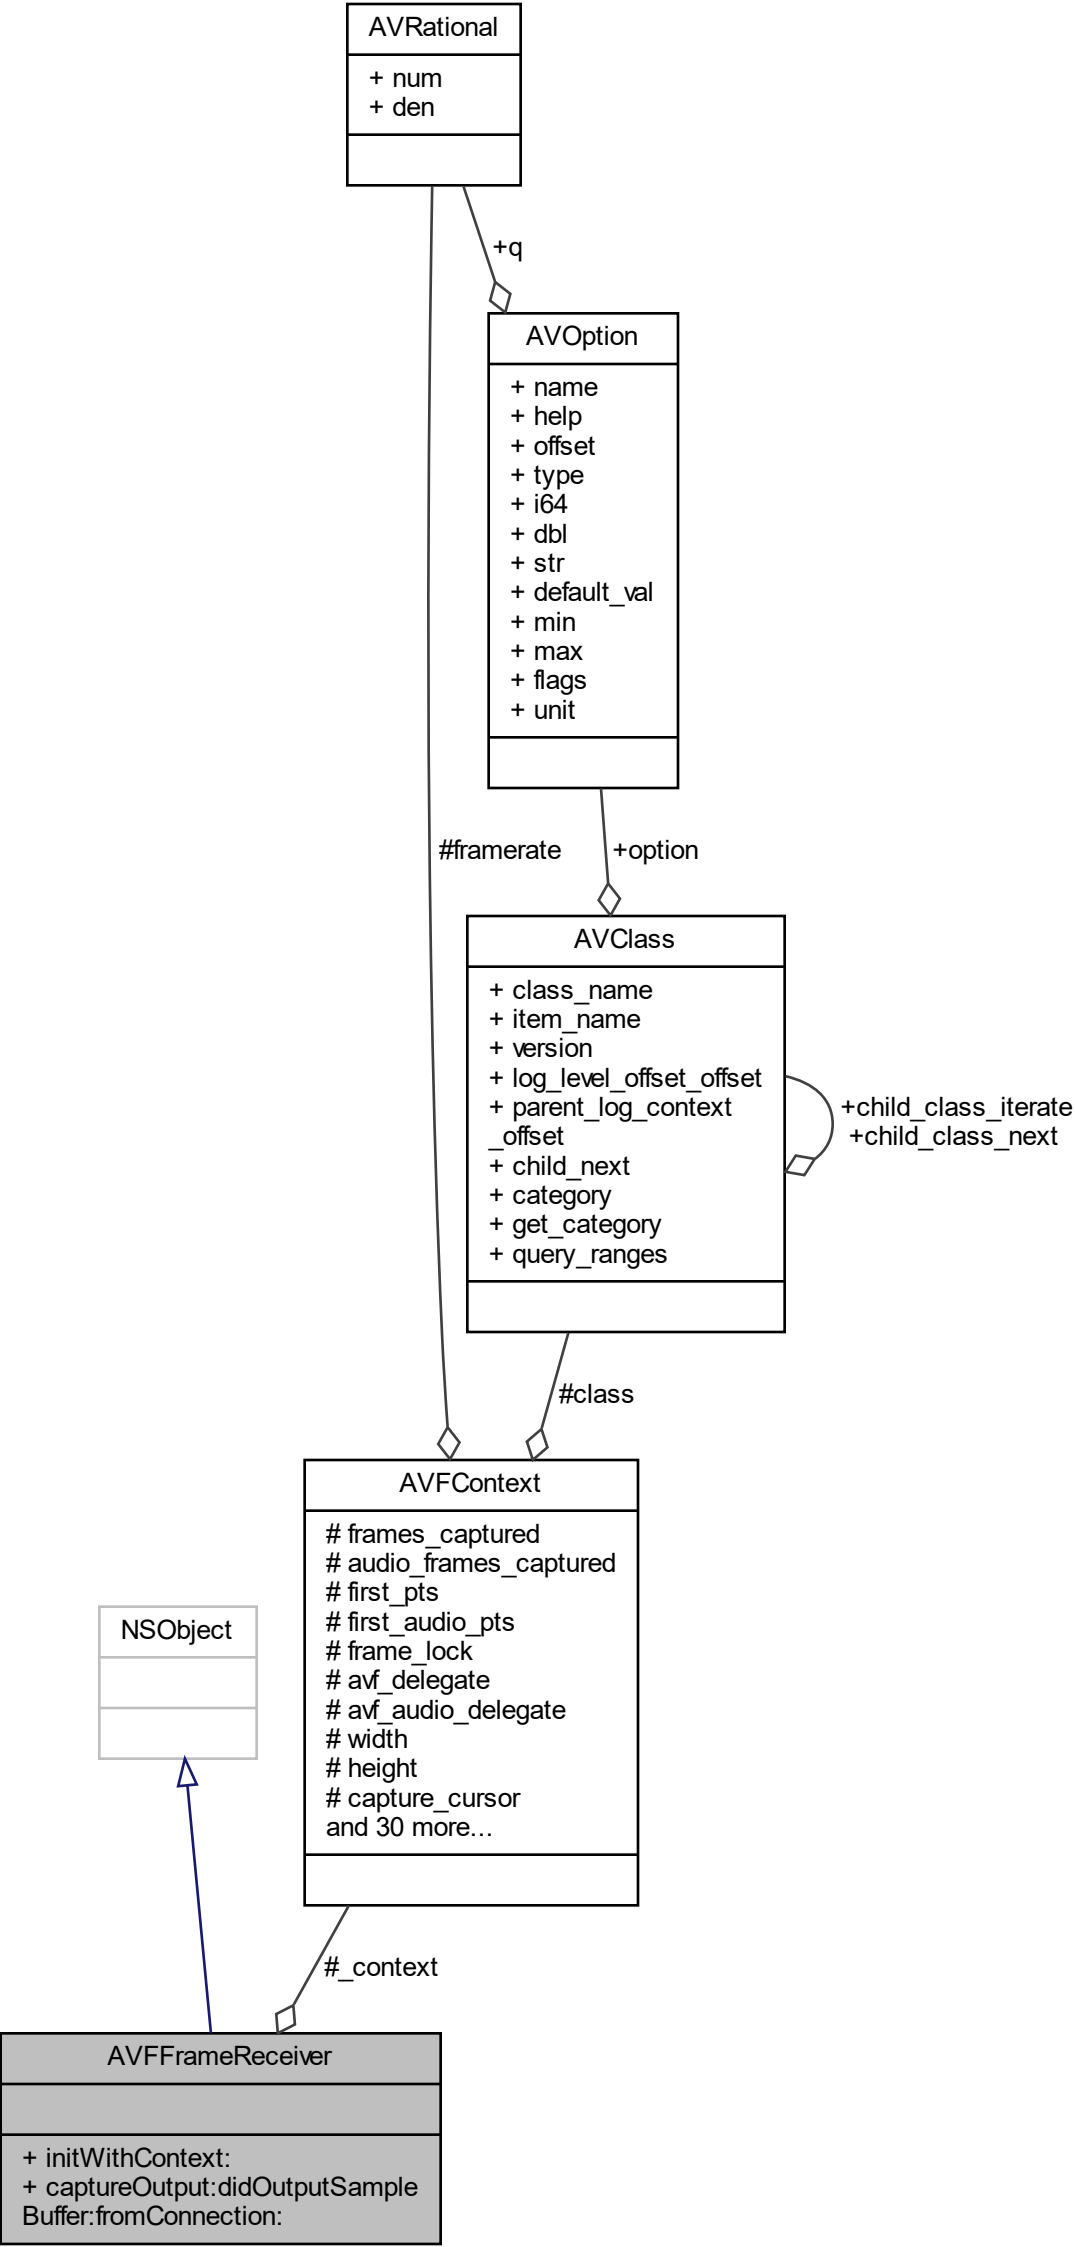 AVRational
+ num
+ den
+q
AVOption
+ name
+ help
+ offset
+ type
+ i64
+ dbl
+ str
+ default_val
+ min
+ max
+ flags
+ unit
#framerate
+option
AVClass
+ class_name
+ item_name
+ version
+ log_level_offset_offset
+ parent_log_context
_offset
+ child_next
+ category
+ get_category
+ query_ranges
+child_class_iterate
+child_class_next
#class
AVFContext
# frames_captured
# audio_frames_captured
# first_pts
# first_audio_pts
# frame_lock
# avf_delegate
# avf_audio_delegate
# width
# height
# capture_cursor
and 30 more...
NSObject
#_context
AVFFrameReceiver
+ initWithContext:
+ captureOutput:didOutputSample
Buffer:fromConnection: